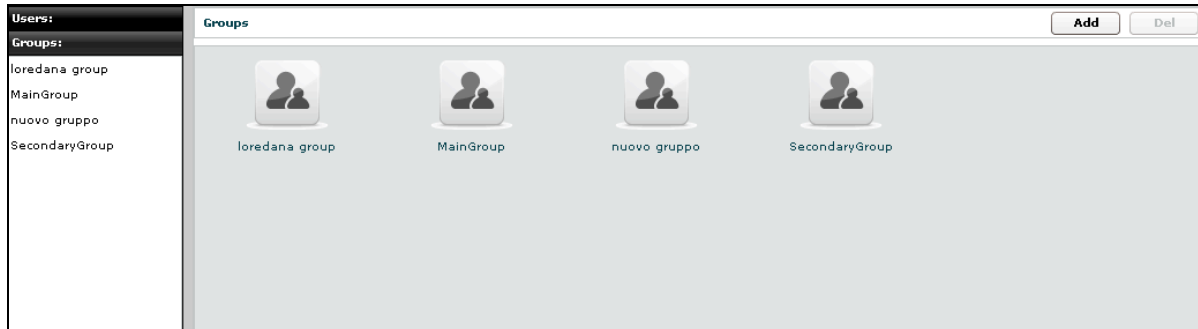 Users:
Groups:
loredana group
MainGroup
nuovo gruppo
SecondaryGroup
Groups
Add
Del
loredana group
MainGroup
nuovo gruppo
SecondaryGroup